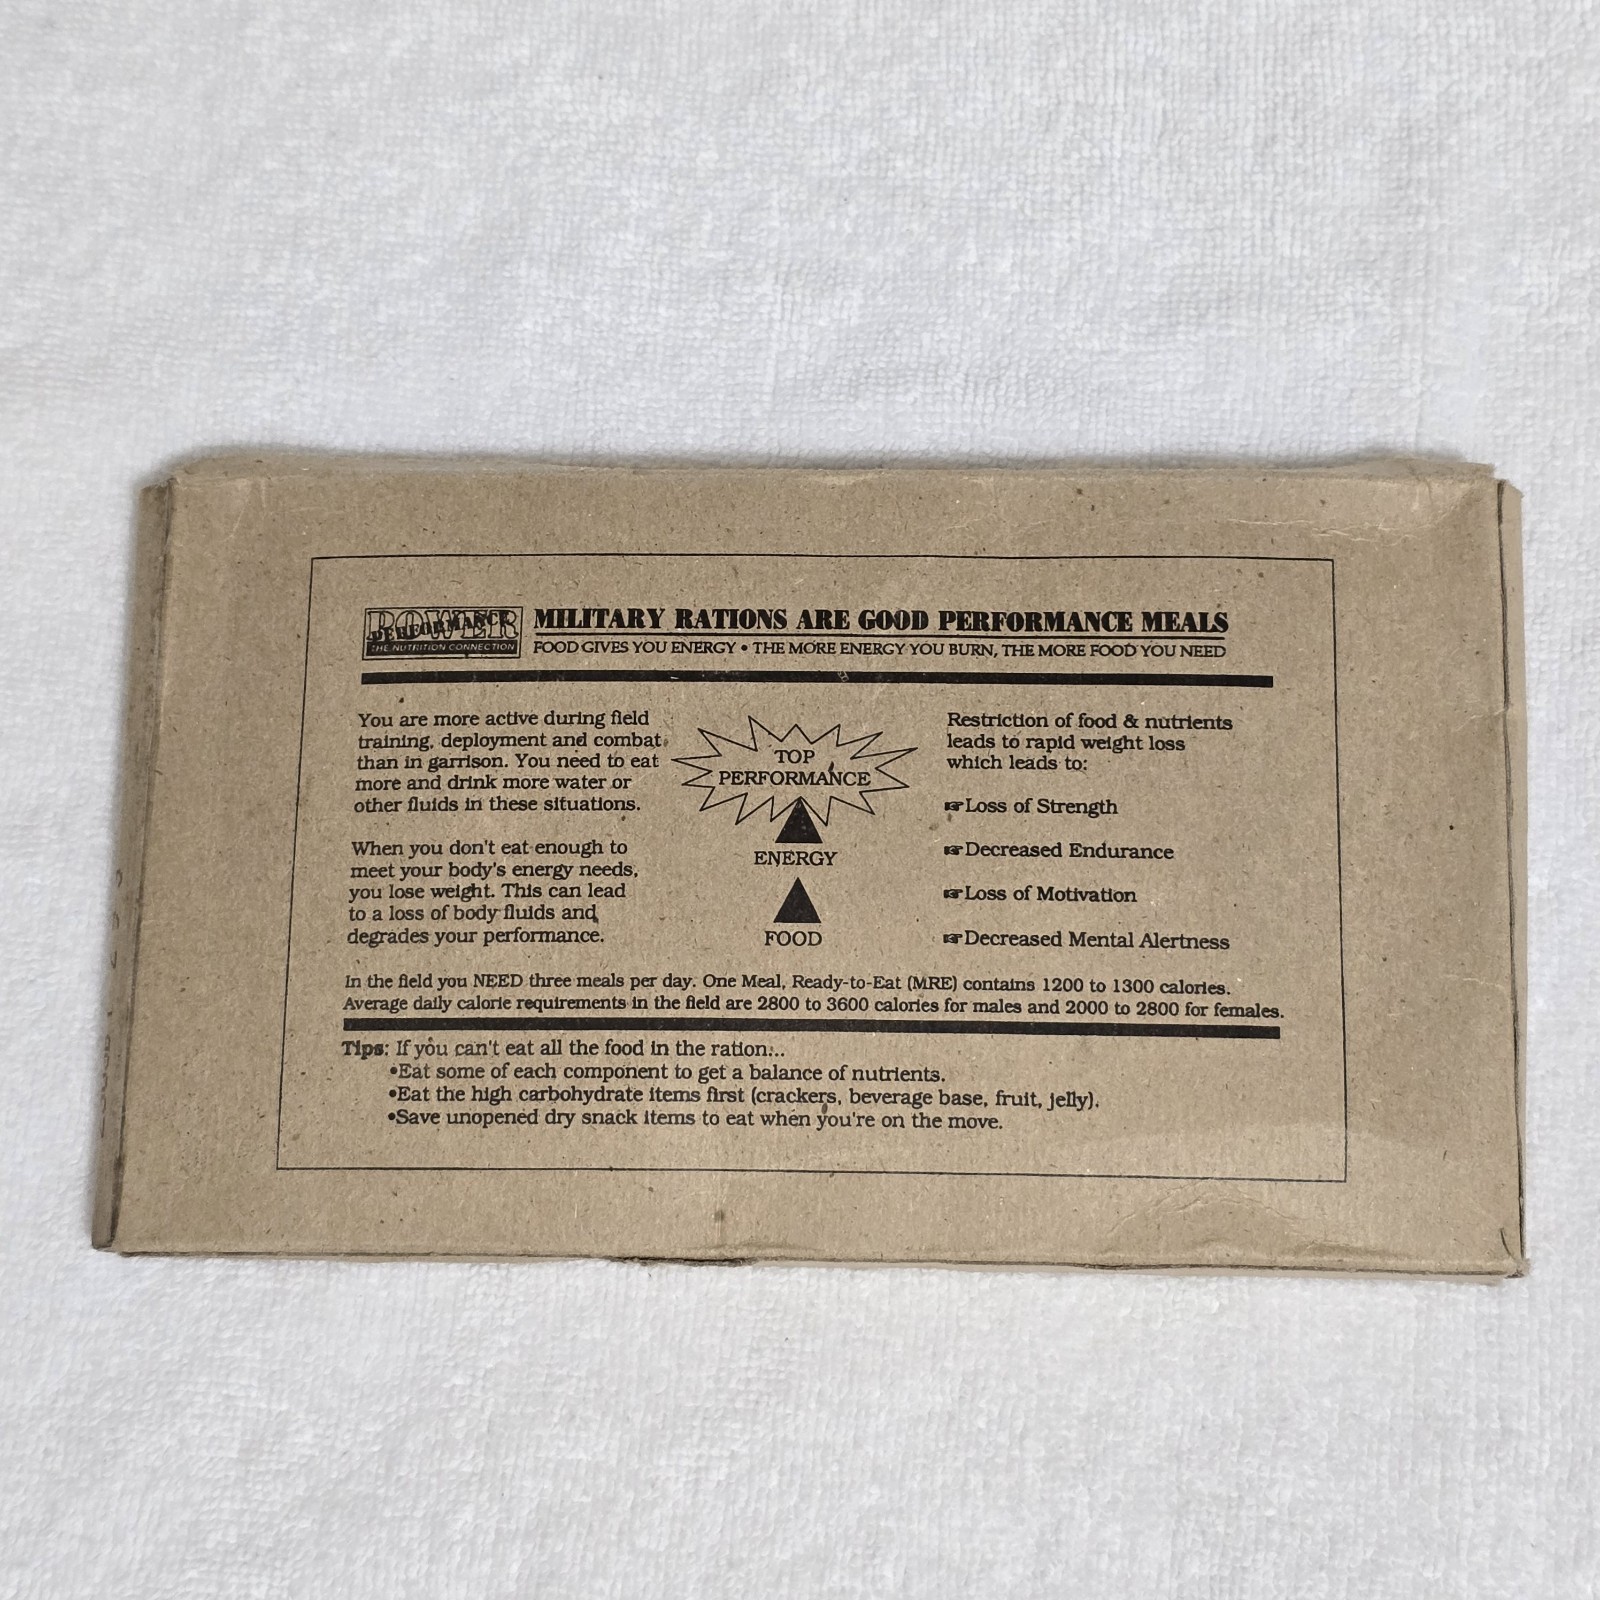 POWER
PERFORMANCE
THE NUTRITION CONNECTION
MILITARY RATIONS ARE GOOD PERFORMANCE MEALS
FOOD GIVES YOU ENERGY • THE MORE ENERGY YOU BURN, THE MORE FOOD YOU NEED
You are more active during field
training, deployment and combat
than in garrison. You need to eat
more and drink more water or
other fluids in these situations.
When you don't eat enough to
meet your body's energy needs,
you lose weight. This can lead
to a loss of body fluids and
degrades your performance.
TOP
PERFORMANCE
ENERGY
FOOD
Restriction of food & nutrients
leads to rapid weight loss
which leads to:
☞Loss of Strength
☞Decreased Endurance
☞Loss of Motivation
☞Decreased Mental Alertness
In the field you NEED three meals per day. One Meal, Ready-to-Eat (MRE) contains 1200 to 1300 calories.
Average daily calorie requirements in the field are 2800 to 3600 calories for males and 2000 to 2800 for females.
Tips: If you can't eat all the food in the ration...
•Eat some of each component to get a balance of nutrients.
•Eat the high carbohydrate items first (crackers, beverage base, fruit, jelly).
•Save unopened dry snack items to eat when you're on the move.